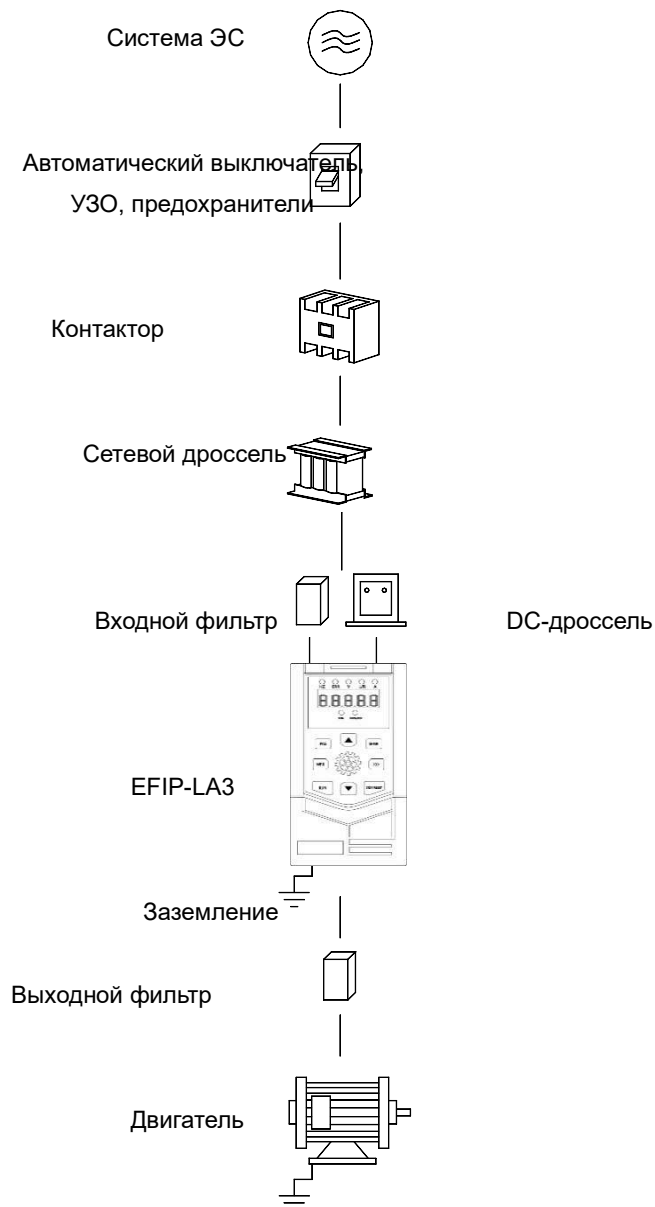 Система ЭС
Автоматический выключатель,
УЗО, предохранители
Контактор
Сетевой дроссель
Входной фильтр
DC-дроссель
EFIP-LA3
Заземление
Выходной фильтр
Двигатель